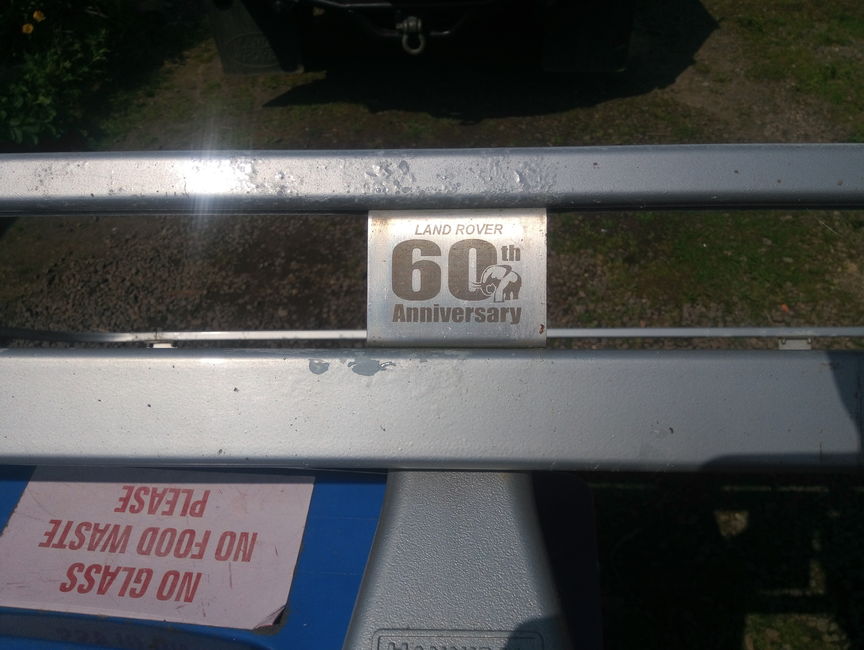 LAND ROVER
60th
Anniversary
NO GLASS
NO FOOD WASTE
PLEASE